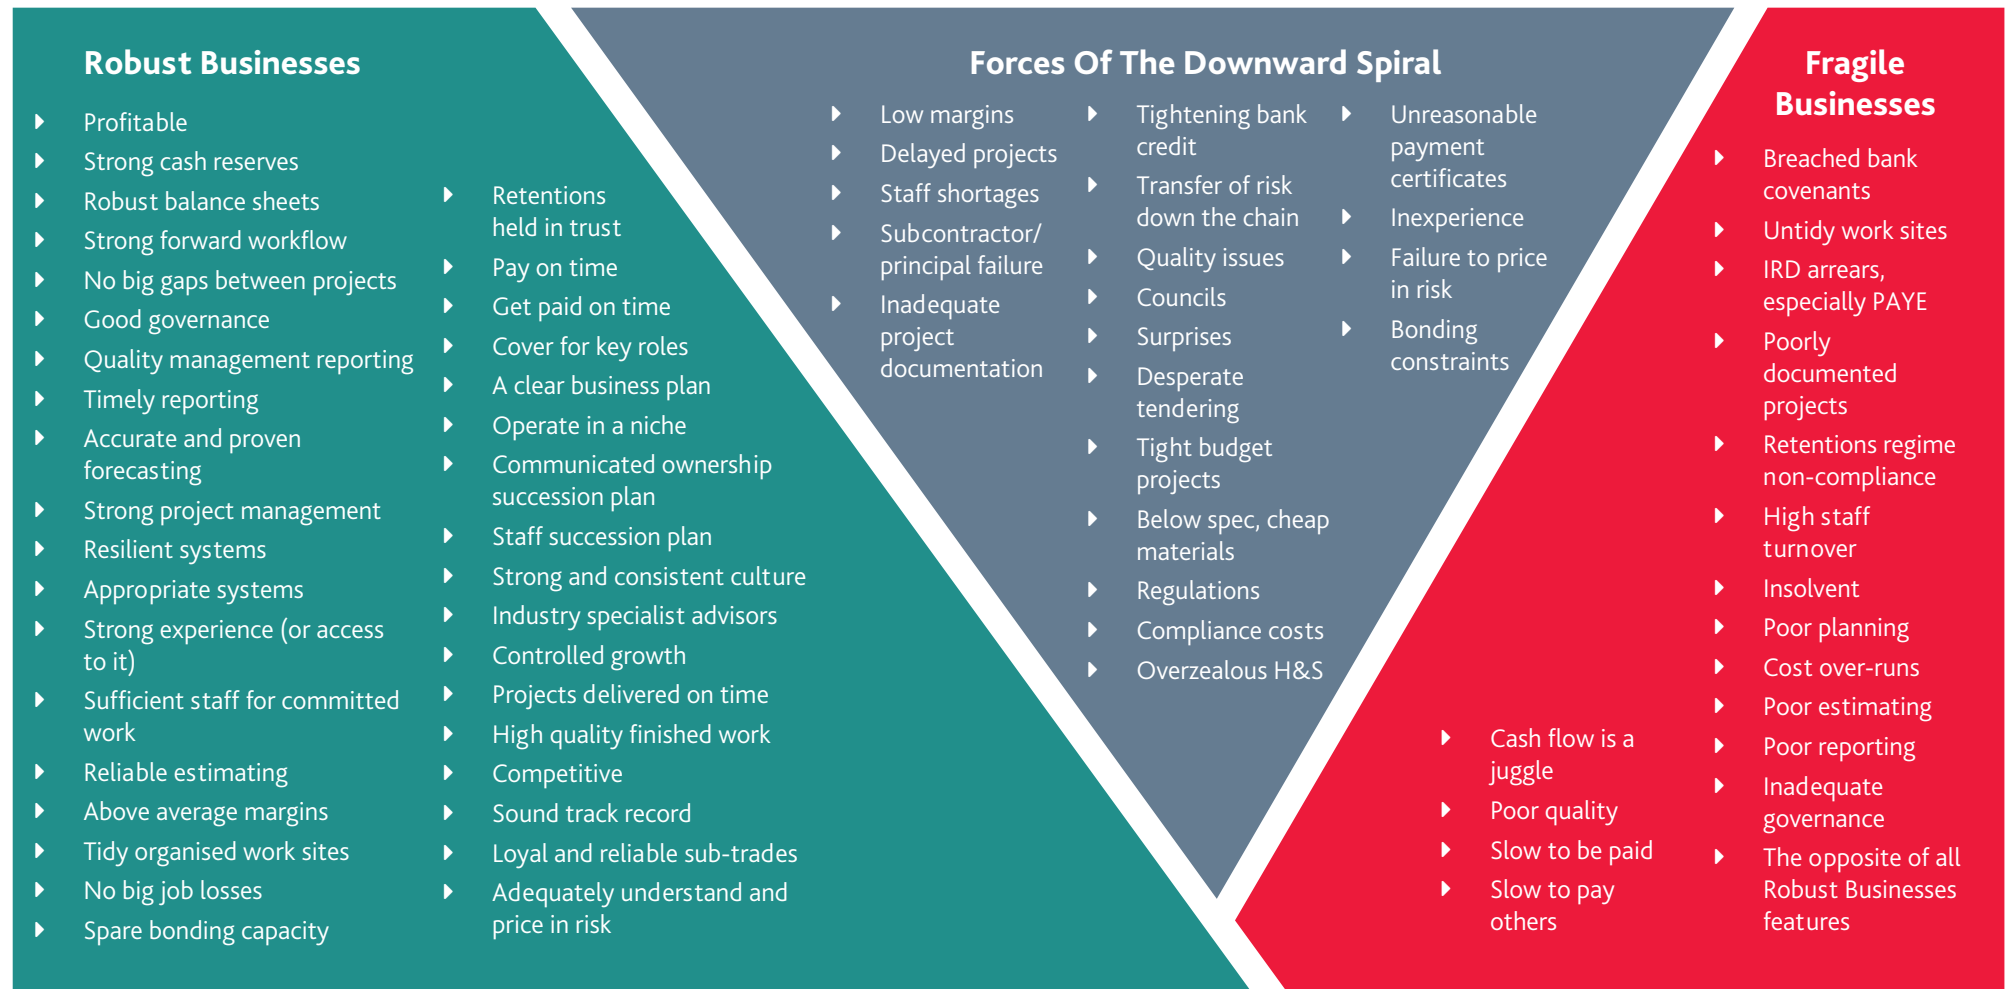 Robust Businesses
Profitable
Strong cash reserves
Robust balance sheets
Strong forward workflow
No big gaps between projects
Good governance
Quality management reporting
Timely reporting
Accurate and proven
forecasting
Strong project management
Resilient systems
Appropriate systems
Strong experience (or access
to it)
Sufficient staff for committed
work
Reliable estimating
Above average margins
Tidy organised work sites
No big job losses
Spare bonding capacity
Retentions
held in trust
Pay on time
Get paid on time
Cover for key roles
A clear business plan
Operate in a niche
Communicated ownership
succession plan
Staff succession plan
Strong and consistent culture
Industry specialist advisors
Controlled growth
Projects delivered on time
High quality finished work
Competitive
Sound track record
Loyal and reliable sub-trades
Adequately understand and
price in risk
Forces Of The Downward Spiral
Low margins
Delayed projects
Staff shortages
Subcontractor/
principal failure
Inadequate
project
documentation
Tightening bank
credit
Transfer of risk
down the chain
Quality issues
Councils
Surprises
Desperate
tendering
Tight budget
projects
Below spec, cheap
materials
Regulations
Compliance costs
Overzealous H&S
Unreasonable
payment
certificates
Inexperience
Failure to price
in risk
Bonding
constraints
Fragile
Businesses
Cash flow is a
juggle
Poor quality
Slow to be paid
Slow to pay
others
Breached bank
covenants
Untidy work sites
IRD arrears,
especially PAYE
Poorly
documented
projects
Retentions regime
non-compliance
High staff
turnover
Insolvent
Poor planning
Cost over-runs
Poor estimating
Poor reporting
Inadequate
governance
The opposite of all
Robust Businesses
features